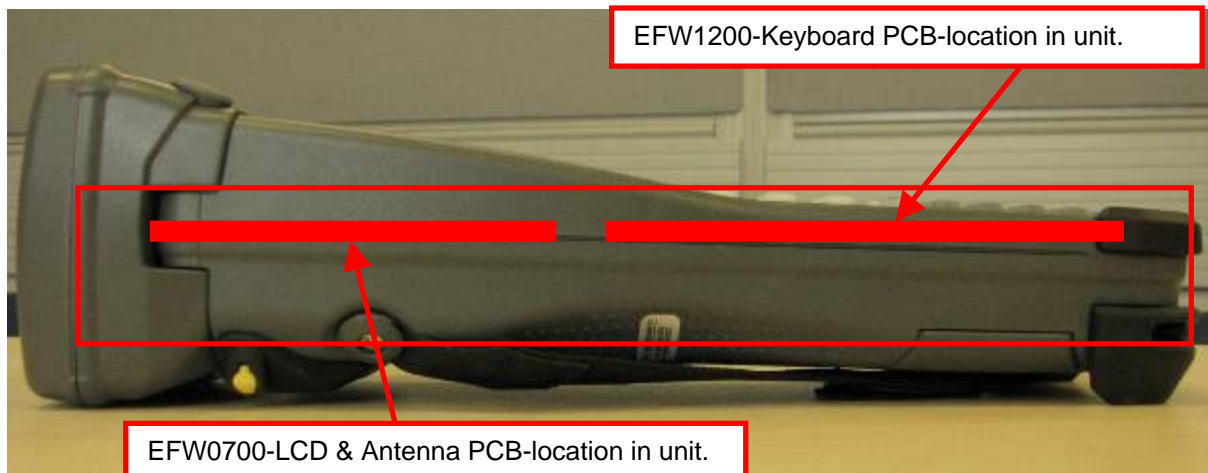 EFW1200-Keyboard PCB-location in unit.
EFW0700-LCD & Antenna PCB-location in unit.